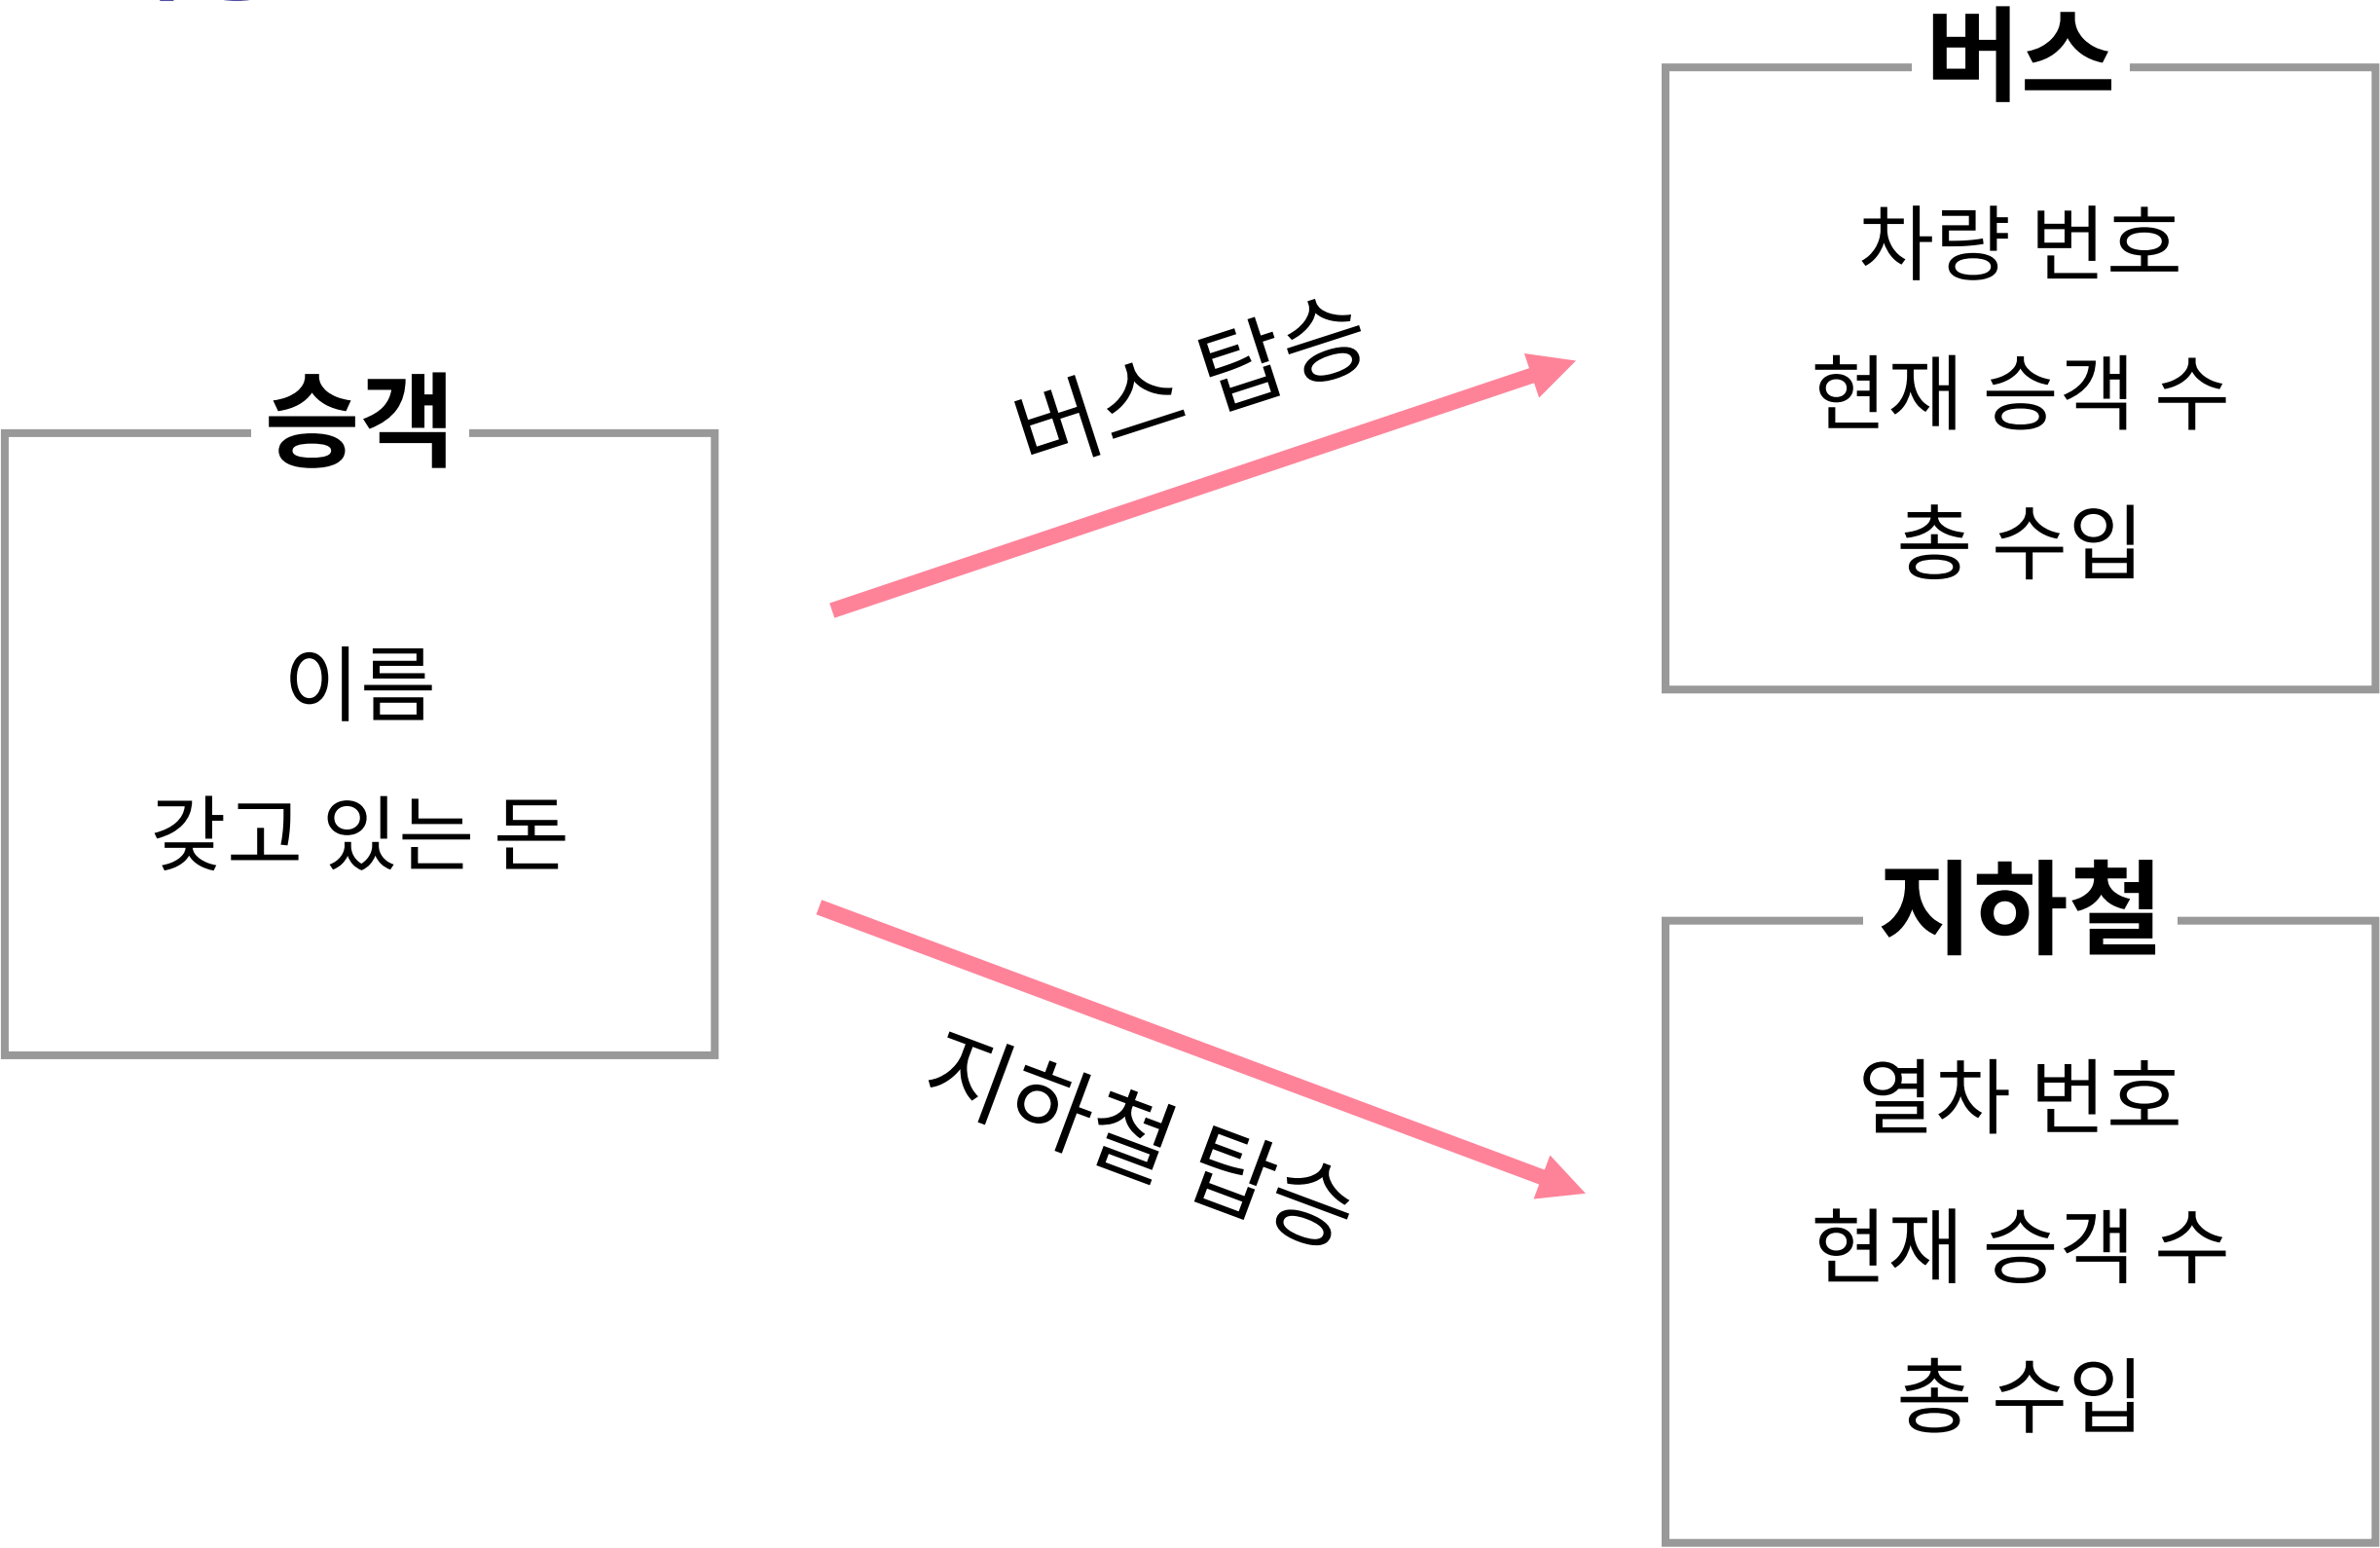 승객
이름
갖고 있는 돈
버스 탑승
지하철 탑승
버스
차량 번호
현재 승객 수
총 수입
지하철
열차 번호
현재 승객 수
총 수입